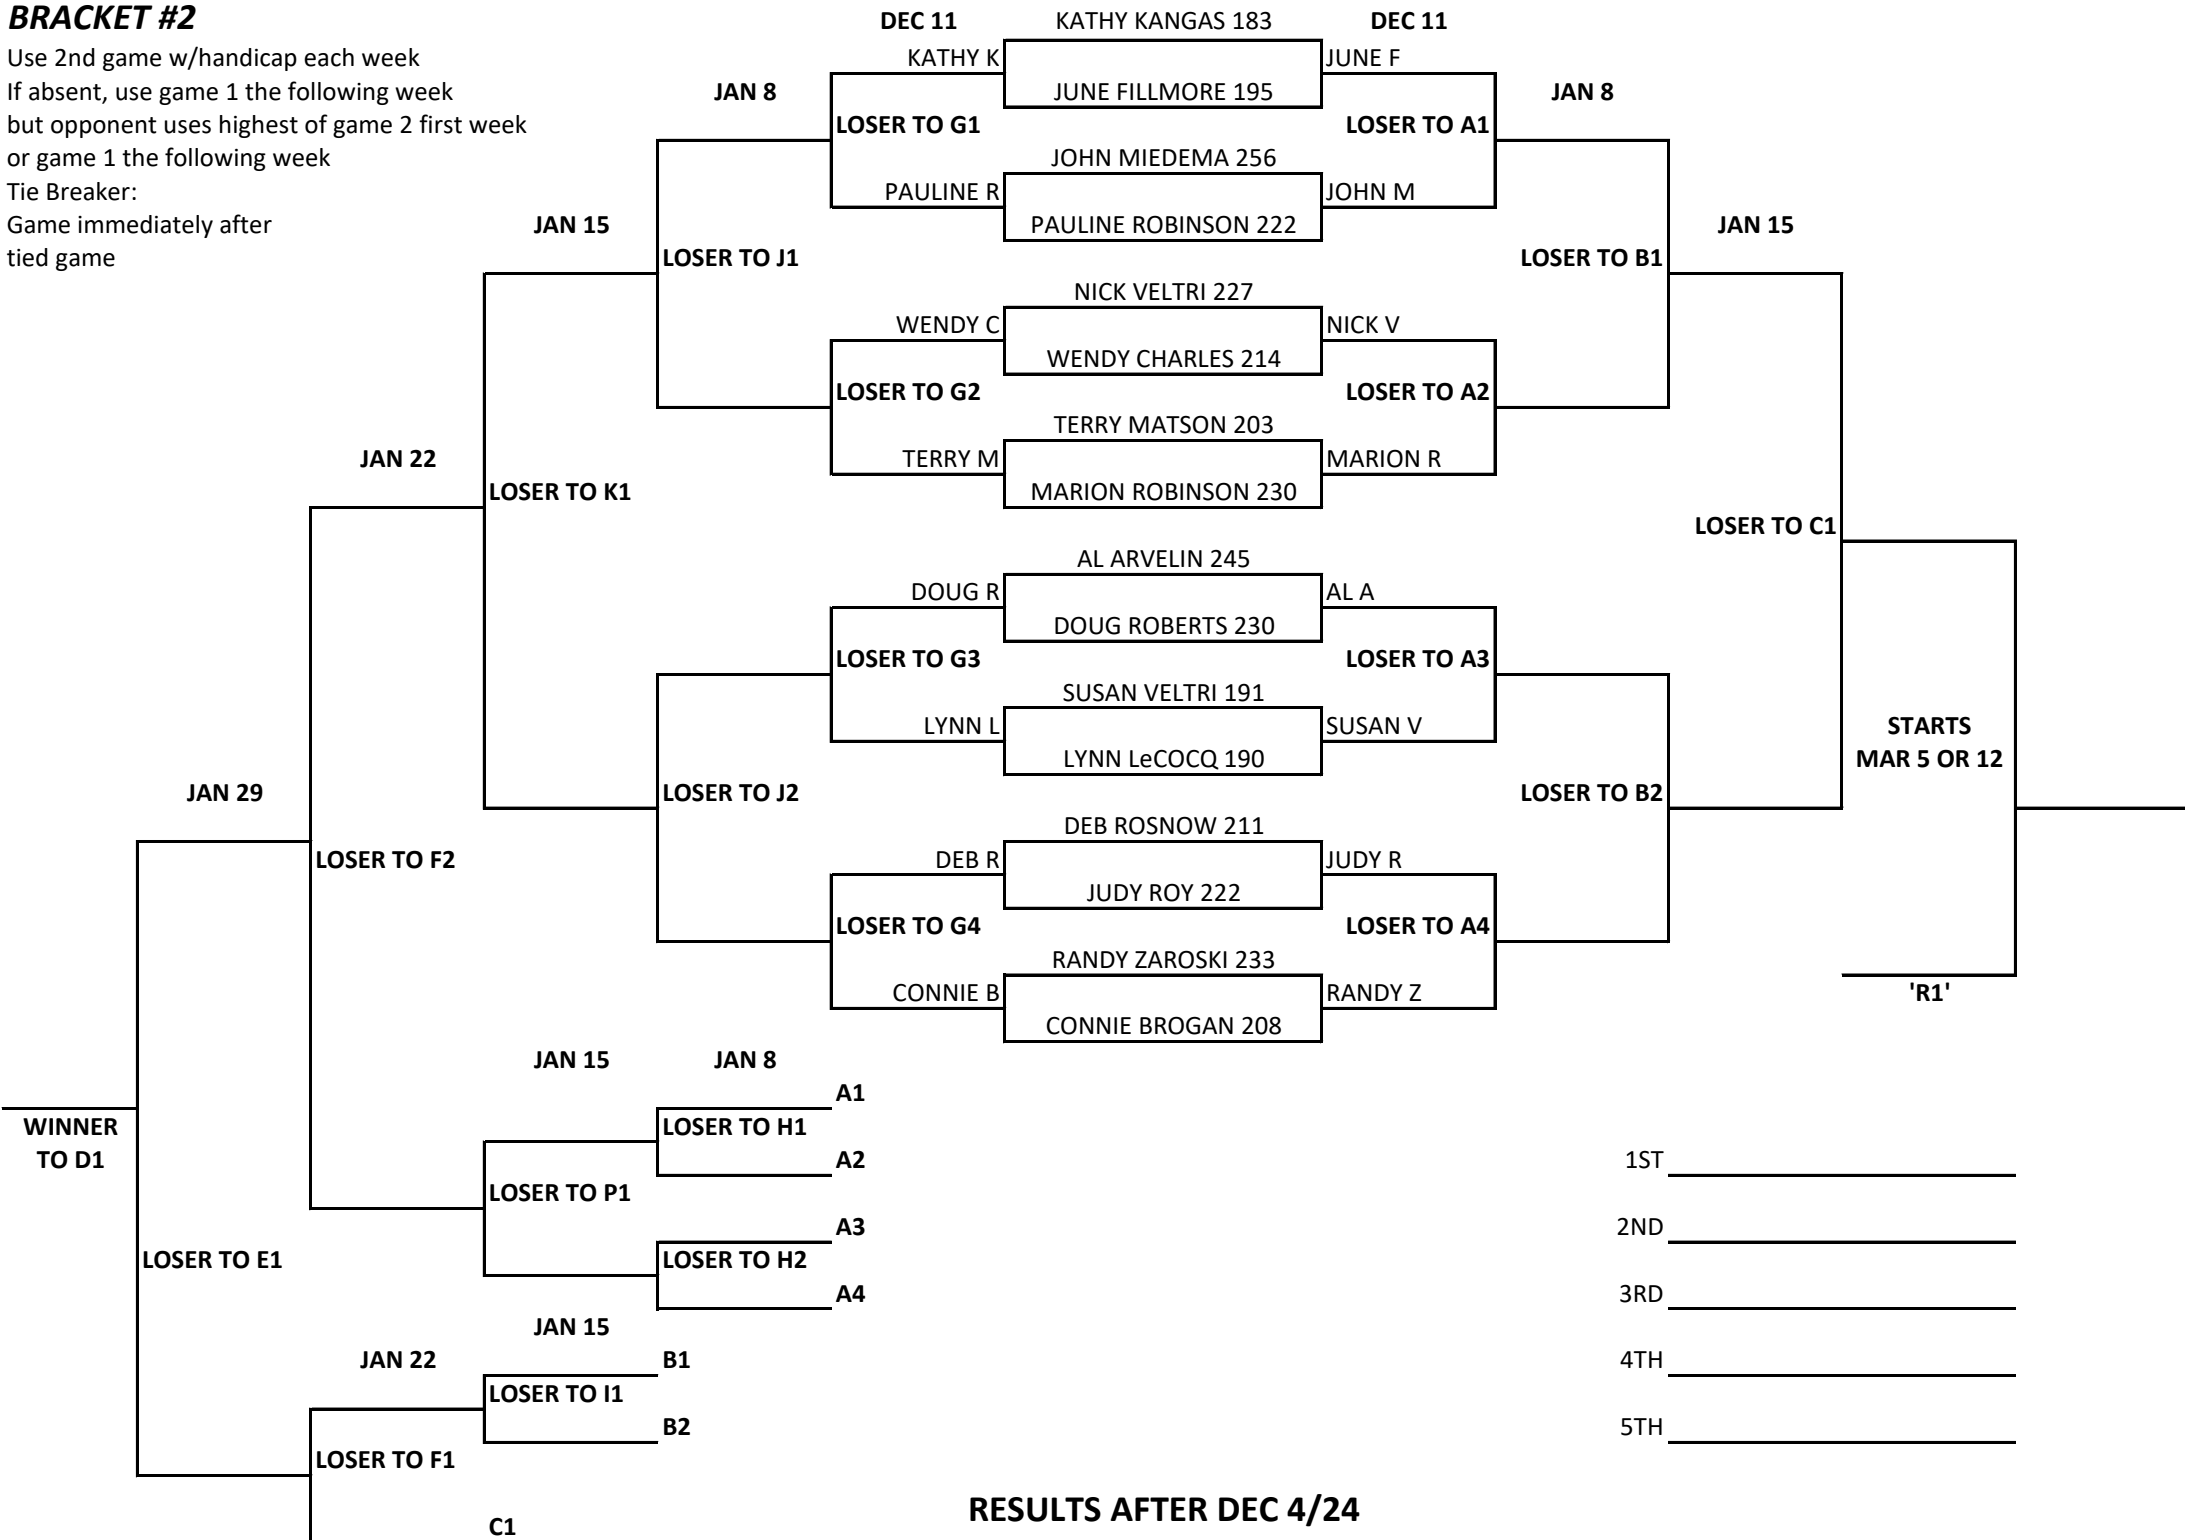 BRACKET #2
Use 2nd game w/handicap each week
If absent, use game 1 the following week
but opponent uses highest of game 2 first week
or game 1 the following week
Tie Breaker:
Game immediately after
tied game
DEC 11 KATHY KANGAS 183 DEC 11
KATHY K JUNE F
JAN 8 JUNE FILLMORE 195 JAN 8
LOSER TO G1 LOSER TO A1
JOHN MIEDEMA 256
PAULINE R JOHN M
JAN 15 PAULINE ROBINSON 222 JAN 15
LOSER TO J1 LOSER TO B1
NICK VELTRI 227
WENDY C NICK V
WENDY CHARLES 214
LOSER TO G2 LOSER TO A2
TERRY MATSON 203
JAN 22 TERRY M MARION R
LOSER TO K1 MARION ROBINSON 230
LOSER TO C1
AL ARVELIN 245
DOUG R AL A
DOUG ROBERTS 230
LOSER TO G3 LOSER TO A3
SUSAN VELTRI 191
LYNN L SUSAN V STARTS
LYNN LeCOCQ 190 MAR 5 OR 12
JAN 29 LOSER TO J2 LOSER TO B2
DEB ROSNOW 211
LOSER TO F2 DEB R JUDY R
JUDY ROY 222
LOSER TO G4 LOSER TO A4
RANDY ZAROSKI 233
CONNIE B RANDY Z 'R1'
CONNIE BROGAN 208
JAN 15 JAN 8
A1
WINNER LOSER TO H1
TO D1 A2 1ST
LOSER TO P1
A3 2ND
LOSER TO E1 LOSER TO H2
A4 3RD
JAN 15
JAN 22 B1 4TH
LOSER TO I1
B2 5TH
LOSER TO F1
RESULTS AFTER DEC 4/24
C1